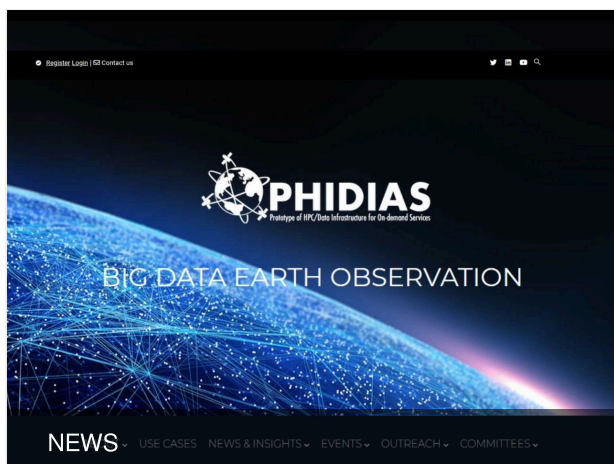 Register Login | Contact us
PHIDIAS
Prototype of HPC/Data Infrastructure for On-demand Services
BIG DATA EARTH OBSERVATION
NEWS USE CASES NEWS & INSIGHTS EVENTS OUTREACH COMMITTEES